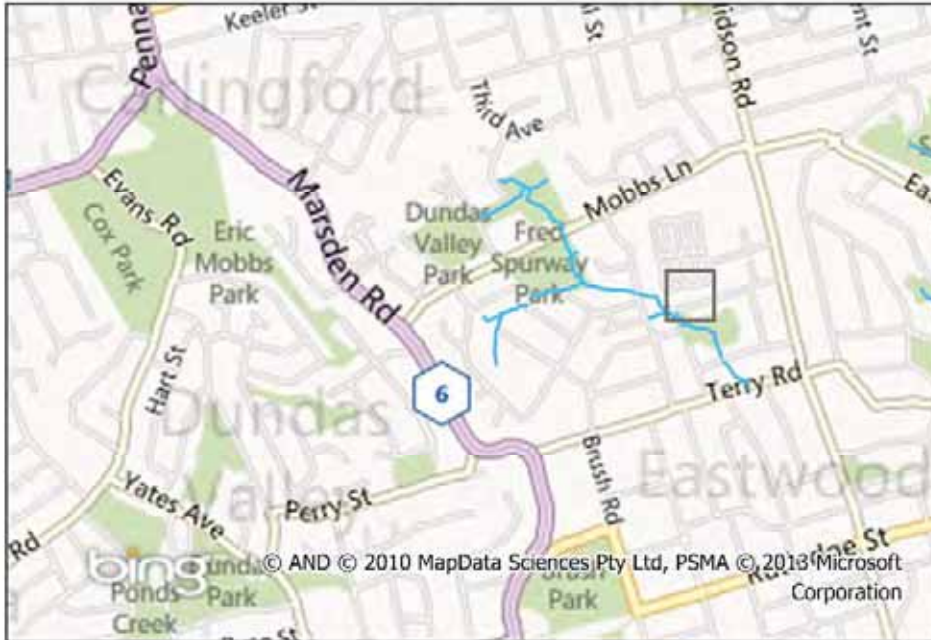 Keeler St
Third Ave
Carlingford
Marsden Rd
Mobbs Ln
Evans Rd
Cox Park
Eric
Mobbs
Park
Dundas
Valley
Park
Fred
Spurway
Park
Hart St
6
Terry Rd
Dundas
Valley
Brush Rd
Eastwood
Yates Ave
Perry St
Rd
bing
© AND © 2010 MapData Sciences Pty Ltd, PSMA © 2013 Microsoft
Corporation
Park
Ponds
Creek
Brush
Park